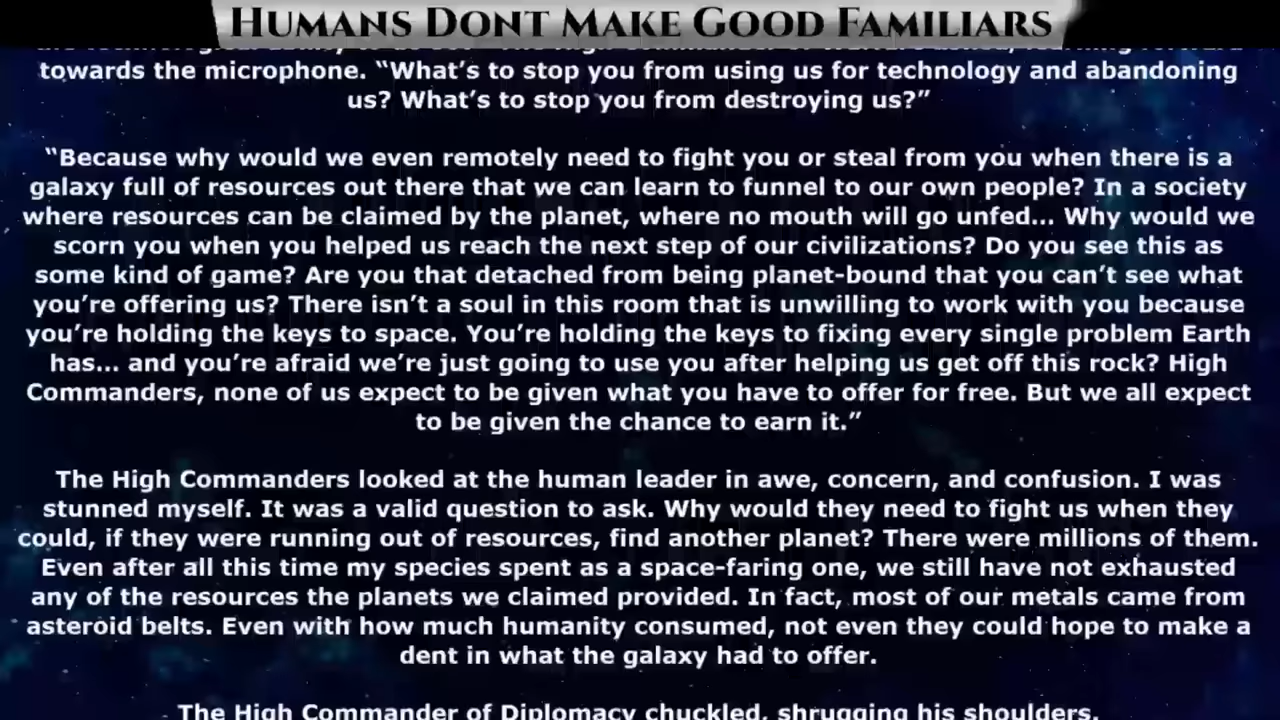 HUMANS DONT MAKE GOOD FAMILIARS
towards the microphone. “What’s to stop you from using us for technology and abandoning
us? What’s to stop you from destroying us?”
“Because why would we even remotely need to fight you or steal from you when there is a
galaxy full of resources out there that we can learn to funnel to our own people? In a society
where resources can be claimed by the planet, where no mouth will go unfed... Why would we
scorn you when you helped us reach the next step of our civilizations? Do you see this as
some kind of game? Are you that detached from being planet-bound that you can’t see what
you’re offering us? There isn’t a soul in this room that is unwilling to work with you because
you’re holding the keys to space. You’re holding the keys to fixing every single problem Earth
has... and you’re afraid we’re just going to use you after helping us get off this rock? High
Commanders, none of us expect to be given what you have to offer for free. But we all expect
to be given the chance to earn it.”
The High Commanders looked at the human leader in awe, concern, and confusion. I was
stunned myself. It was a valid question to ask. Why would they need to fight us when they
could, if they were running out of resources, find another planet? There were millions of them.
Even after all this time my species spent as a space-faring one, we still have not exhausted
any of the resources the planets we claimed provided. In fact, most of our metals came from
asteroid belts. Even with how much humanity consumed, not even they could hope to make a
dent in what the galaxy had to offer.
The High Commander of Diplomacy chuckled, shrugging his shoulders.